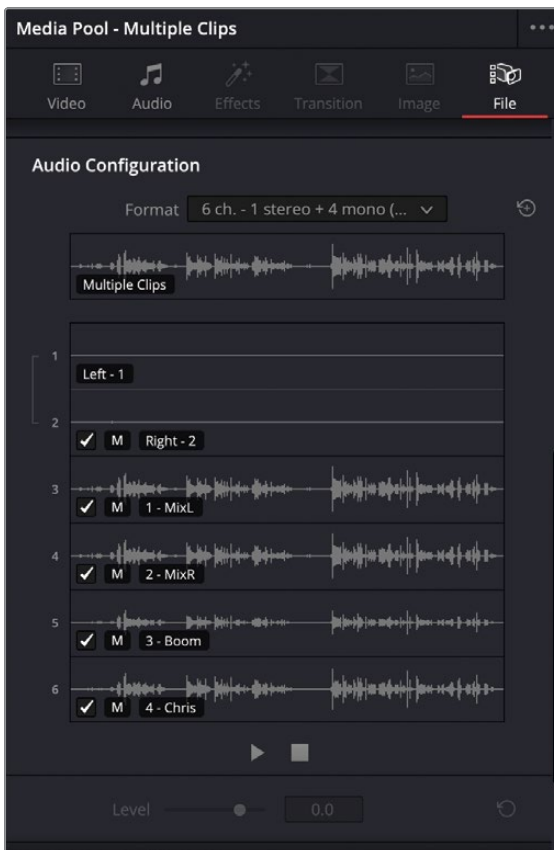 Media Pool - Multiple Clips
Video Audio Effects Transition Image File
Audio Configuration
Format 6 ch. - 1 stereo + 4 mono (...
Multiple Clips
1
Left - 1
2
M Right - 2
3
M 1 - MixL
4
M 2 - MixR
5
M 3 - Boom
6
M 4 - Chris
Level 0.0